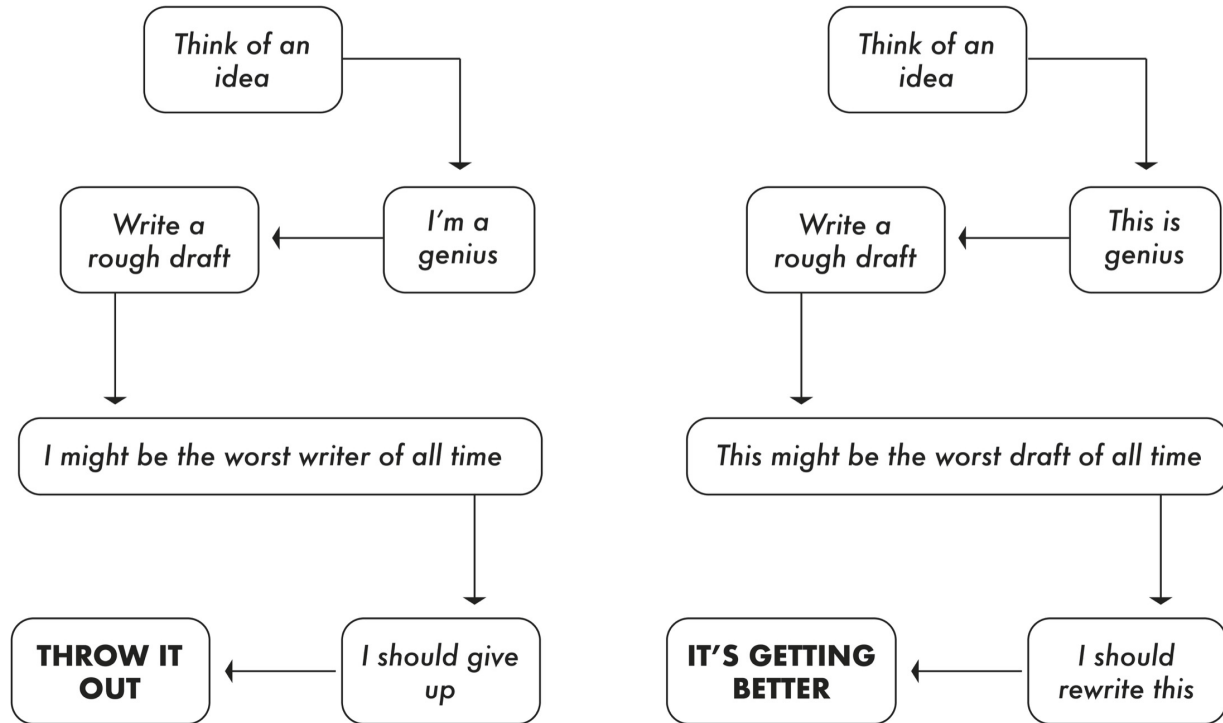 Think of an
idea
I'm a
genius
Write a
rough draft
I might be the worst writer of all time
I should give
up
THROW IT
OUT
Think of an
idea
This is
genius
Write a
rough draft
This might be the worst draft of all time
I should
rewrite this
IT'S GETTING
BETTER